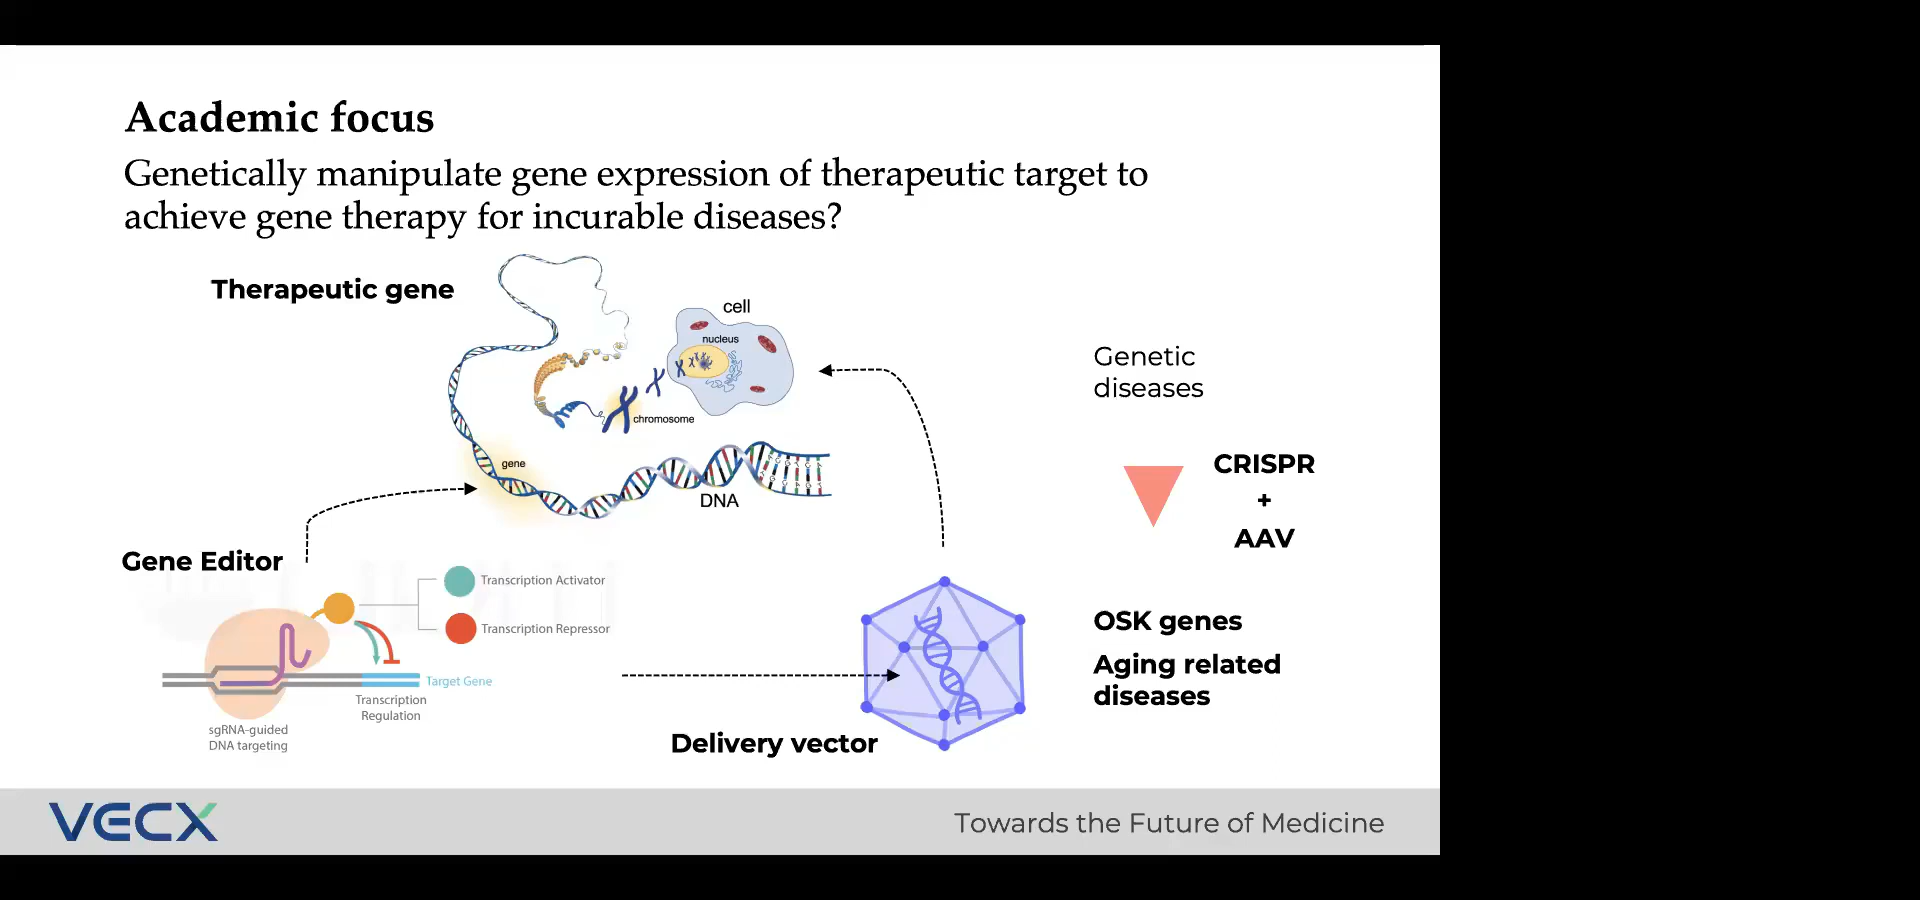 Academic focus
Genetically manipulate gene expression of therapeutic target to
achieve gene therapy for incurable diseases?
Therapeutic gene
cell
nucleus
chromosome
gene
DNA
Genetic
diseases
CRISPR
+
AAV
Gene Editor
Transcription Activator
Transcription Repressor
Target Gene
Transcription
Regulation
sgRNA-guided
DNA targeting
Delivery vector
OSK genes
Aging related
diseases
VECX
Towards the Future of Medicine